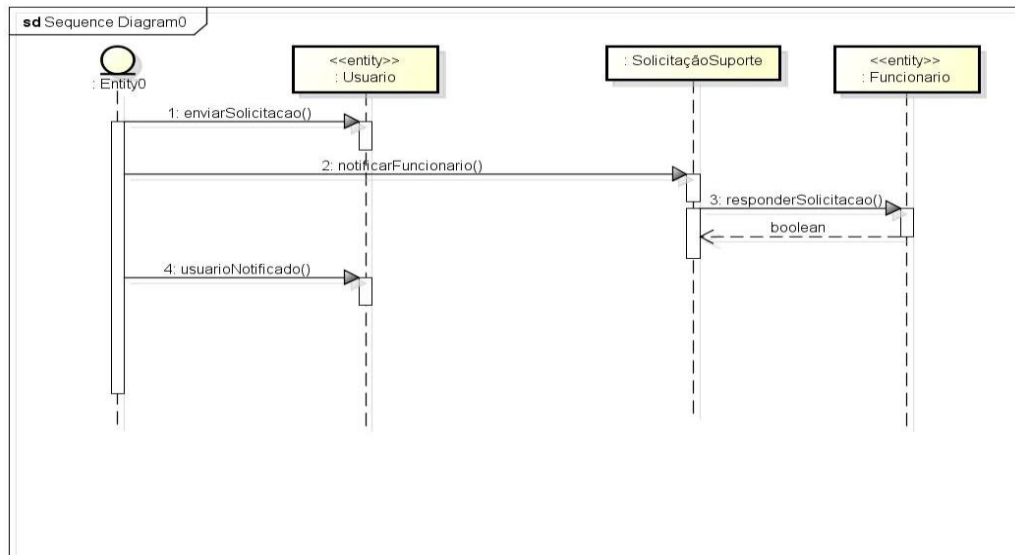 sd Sequence Diagram0
: Entity0
<<entity>>
: Usuario
: SolicitaçãoSuporte
<<entity>>
: Funcionario
1: enviarSolicitacao()
2: notificarFuncionario()
3: responderSolicitacao()
boolean
4: usuarioNotificado()